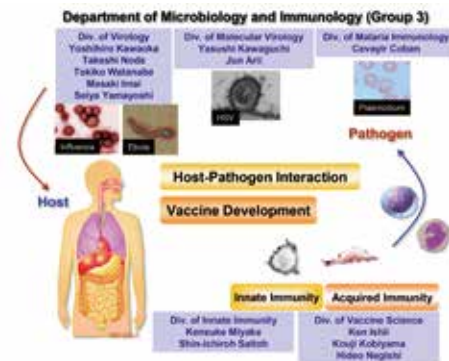 Department of Microbiology and Immunology (Group 3)
Div. of Virology
Yoshihiro Kawaoka
Takeshi Noda
Tokiko Watanabe
Masaki Imai
Seiya Yamayoshi
Div. of Molecular Virology
Yasushi Kawaguchi
Jun Arii
Div. of Malaria Immunology
Cevayir Coban
Influenza
Ebola
HSV
Plasmodium
Pathogen
Host-Pathogen Interaction
Host
Vaccine Development
Innate Immunity
Acquired Immunity
Div. of Innate Immunity
Kensuke Miyake
Shin-Ichiroh Saitoh
Div. of Vaccine Science
Ken Ishii
Kouji Kobiyama
Hideo Negishi